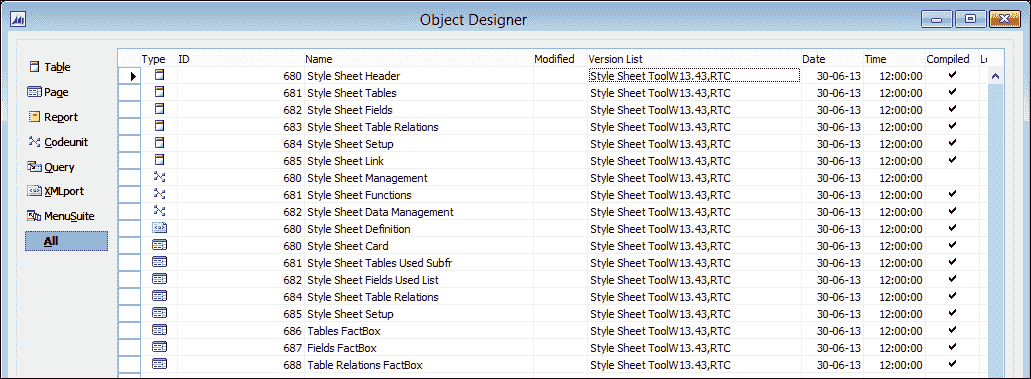 Object Designer
Type ID Name Modified Version List Date Time Compiled Lo
Table
Page
Report
Codeunit
Query
XMLport
MenuSuite
All
680 Style Sheet Header Style Sheet ToolW13.43,RTC 30-06-13 12:00:00
681 Style Sheet Tables Style Sheet ToolW13.43,RTC 30-06-13 12:00:00
682 Style Sheet Fields Style Sheet ToolW13.43,RTC 30-06-13 12:00:00
683 Style Sheet Table Relations Style Sheet ToolW13.43,RTC 30-06-13 12:00:00
684 Style Sheet Setup Style Sheet ToolW13.43,RTC 30-06-13 12:00:00
685 Style Sheet Link Style Sheet ToolW13.43,RTC 30-06-13 12:00:00
680 Style Sheet Management Style Sheet ToolW13.43,RTC 30-06-13 12:00:00
681 Style Sheet Functions Style Sheet ToolW13.43,RTC 30-06-13 12:00:00
682 Style Sheet Data Management Style Sheet ToolW13.43,RTC 30-06-13 12:00:00
680 Style Sheet Definition Style Sheet ToolW13.43,RTC 30-06-13 12:00:00
680 Style Sheet Card Style Sheet ToolW13.43,RTC 30-06-13 12:00:00
681 Style Sheet Tables Used Subfr Style Sheet ToolW13.43,RTC 30-06-13 12:00:00
682 Style Sheet Fields Used List Style Sheet ToolW13.43,RTC 30-06-13 12:00:00
684 Style Sheet Table Relations Style Sheet ToolW13.43,RTC 30-06-13 12:00:00
685 Style Sheet Setup Style Sheet ToolW13.43,RTC 30-06-13 12:00:00
686 Tables FactBox Style Sheet ToolW13.43,RTC 30-06-13 12:00:00
687 Fields FactBox Style Sheet ToolW13.43,RTC 30-06-13 12:00:00
688 Table Relations FactBox Style Sheet ToolW13.43,RTC 30-06-13 12:00:00